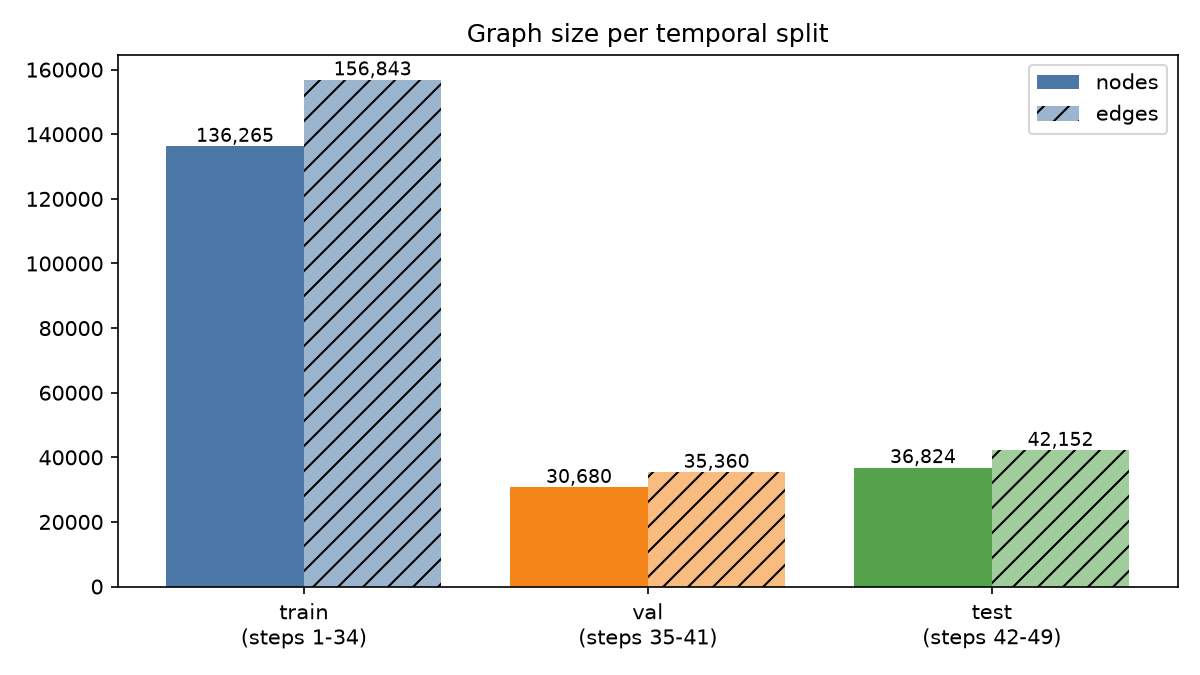 Graph size per temporal split
160000
140000
120000
100000
80000
60000
40000
20000
0
136,265
156,843
30,680
35,360
36,824
42,152
nodes
edges
train
(steps 1-34)
val
(steps 35-41)
test
(steps 42-49)